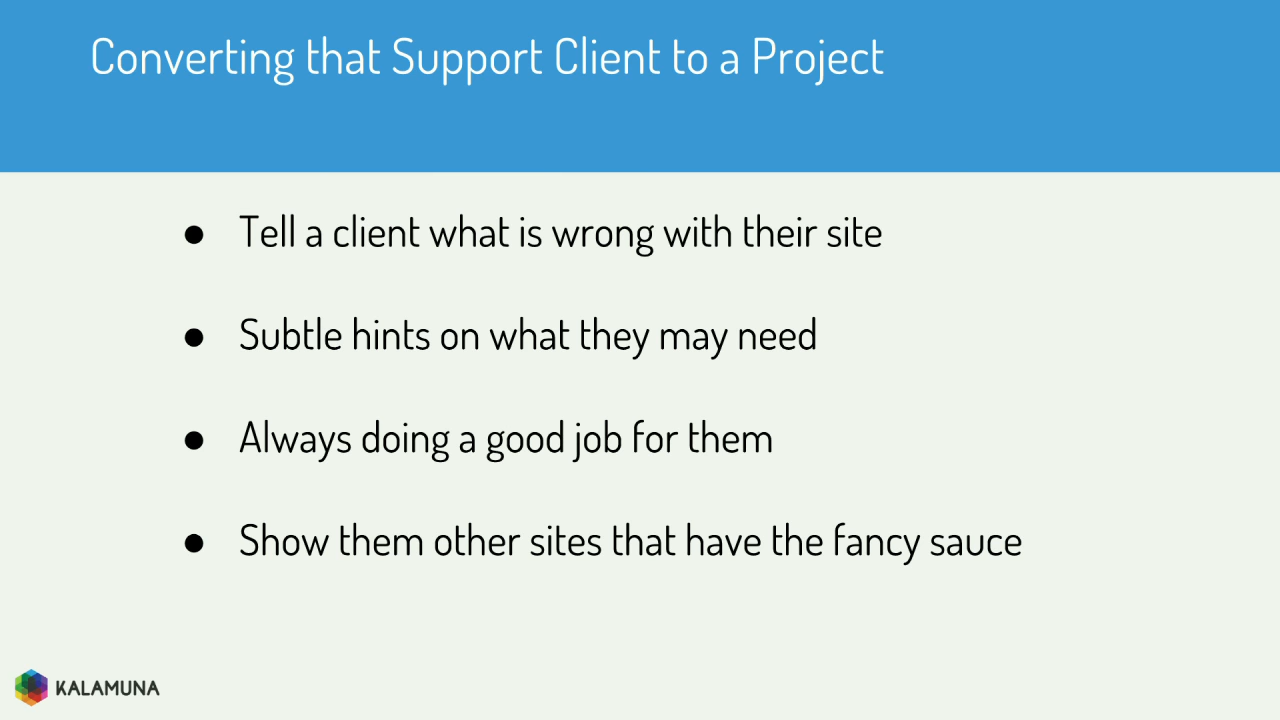 Converting that Support Client to a Project
● Tell a client what is wrong with their site
● Subtle hints on what they may need
● Always doing a good job for them
● Show them other sites that have the fancy sauce
KALAMUNA